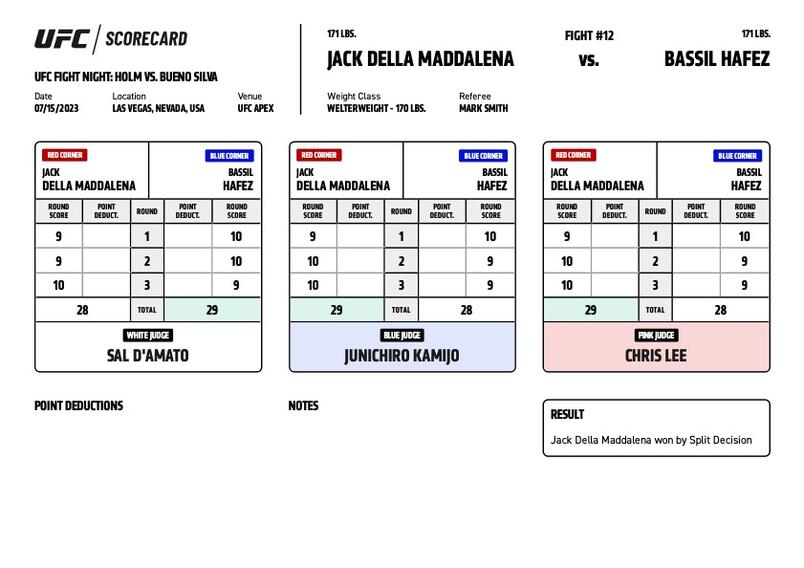 UFC / SCORECARD
UFC FIGHT NIGHT: HOLM VS. BUENO SILVA
Date Location Venue
07/15/2023 LAS VEGAS, NEVADA, USA UFC APEX
171 LBS. FIGHT #12 171 LBS.
JACK DELLA MADDALENA VS. BASSIL HAFEZ
Weight Class Referee
WELTERWEIGHT - 170 LBS. MARK SMITH
RED CORNER BLUE CORNER
JACK BASSIL
DELLA MADDALENA HAFEZ
ROUND SCORE POINT DEDUCT. ROUND POINT DEDUCT. ROUND SCORE
9 1 10
9 2 10
10 3 9
28 TOTAL 29
WHITE JUDGE
SAL D'AMATO
RED CORNER BLUE CORNER
JACK BASSIL
DELLA MADDALENA HAFEZ
ROUND SCORE POINT DEDUCT. ROUND POINT DEDUCT. ROUND SCORE
9 1 10
10 2 9
10 3 9
29 TOTAL 28
BLUE JUDGE
JUNICHIRO KAMIJO
RED CORNER BLUE CORNER
JACK BASSIL
DELLA MADDALENA HAFEZ
ROUND SCORE POINT DEDUCT. ROUND POINT DEDUCT. ROUND SCORE
9 1 10
10 2 9
10 3 9
29 TOTAL 28
PINK JUDGE
CHRIS LEE
POINT DEDUCTIONS
NOTES
RESULT
Jack Della Maddalena won by Split Decision